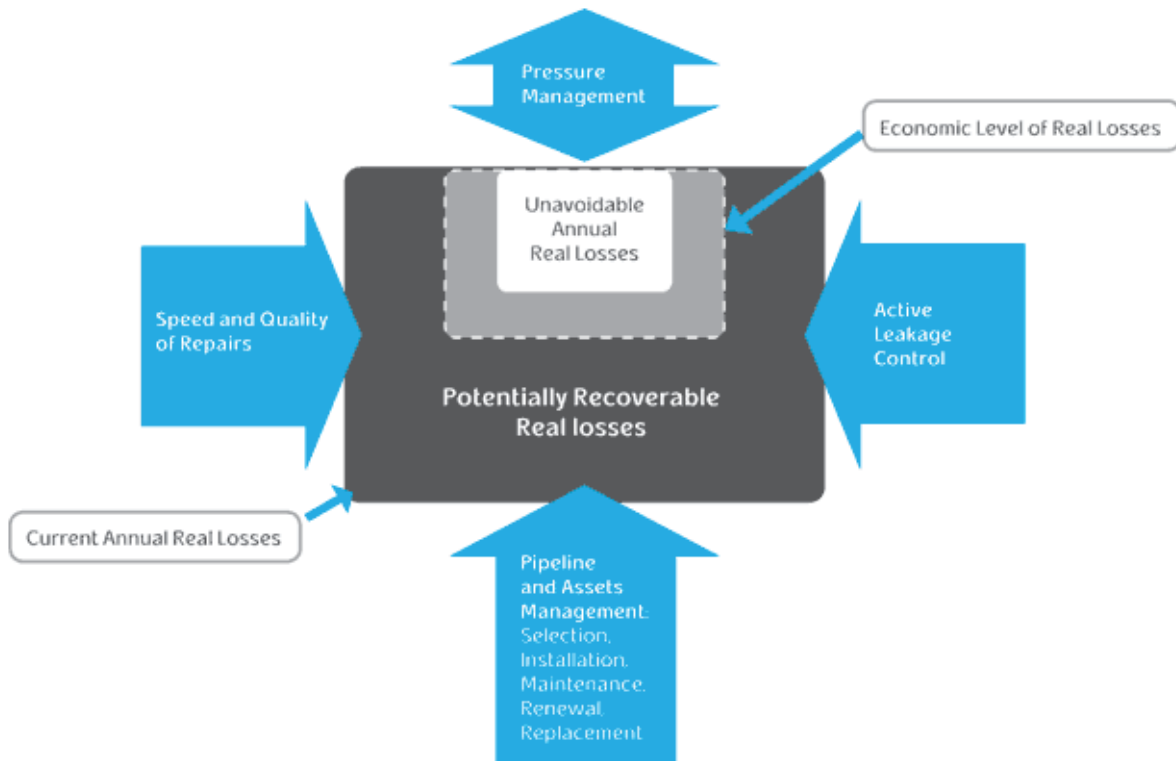 Pressure
Management
Economic Level of Real Losses
Unavoidable
Annual
Real Losses
Speed and Quality
of Repairs
Active
Leakage
Control
Potentially Recoverable
Real losses
Current Annual Real Losses
Pipeline
and Assets
Management:
Selection,
Installation,
Maintenance,
Renewal,
Replacement